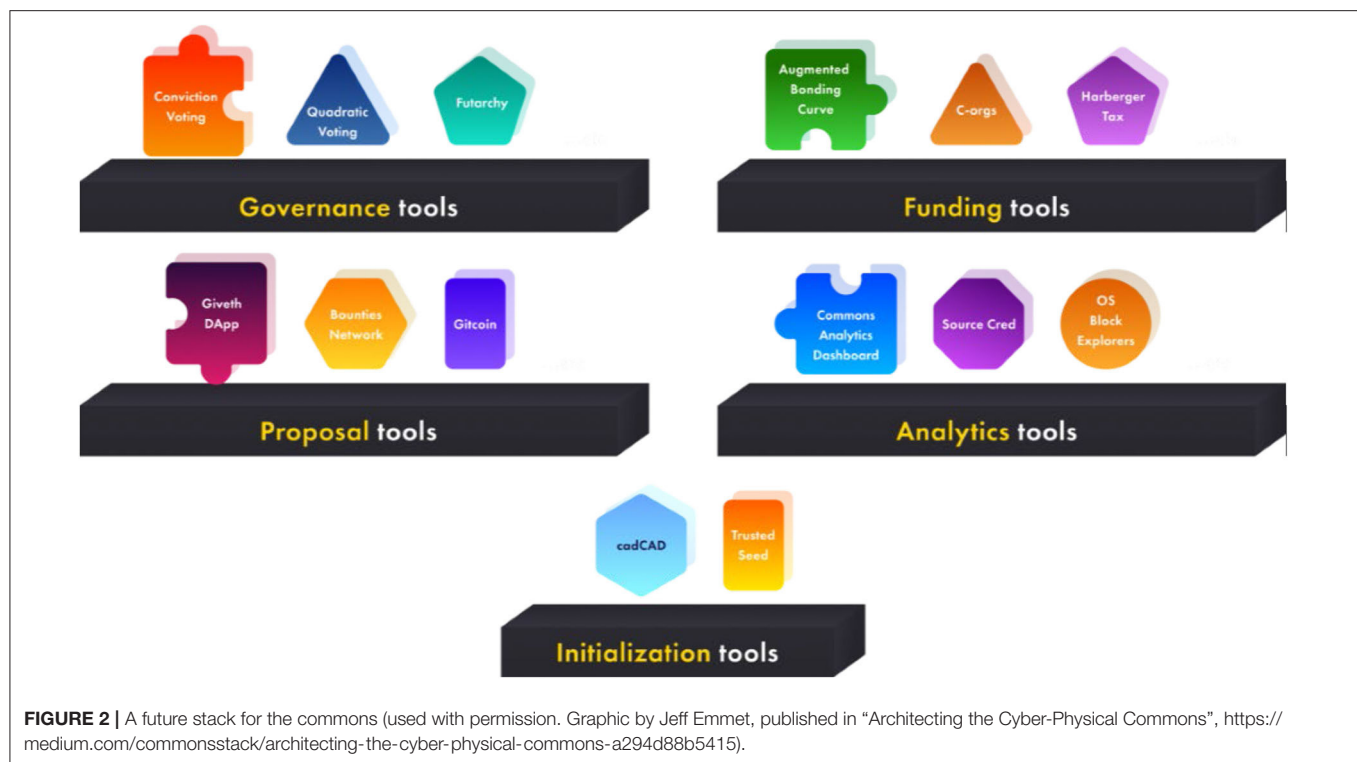 Conviction
Voting
Quadratic
Voting
Futarchy
Augmented
Bonding
Curve
C-orgs
Harberger
Tax
Governance tools
Funding tools
Giveth
DApp
Bounties
Network
Gitcoin
Commons
Analytics
Dashboard
Source Cred
OS
Block
Explorers
Proposal tools
Analytics tools
cadCAD
Trusted
Seed
Initialization tools
FIGURE 2 | A future stack for the commons (used with permission. Graphic by Jeff Emmet, published in “Architecting the Cyber-Physical Commons”, https://
medium.com/commonsstack/architecting-the-cyber-physical-commons-a294d88b5415).